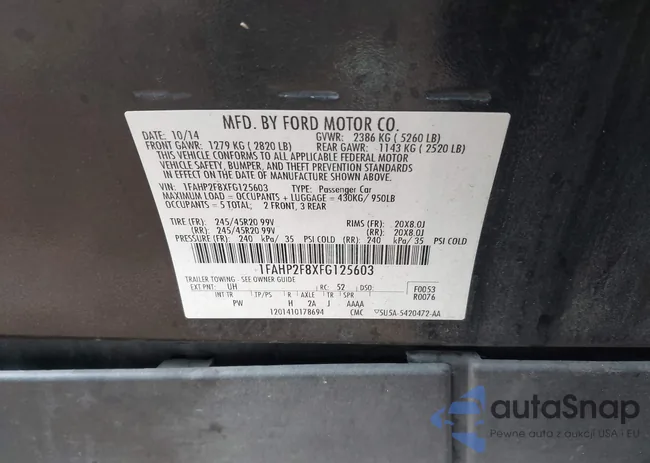 MFD. BY FORD MOTOR CO.
DATE: 10/14 GVWR: 2386 KG ( 5260 LB)
FRONT GAWR: 1279 KG ( 2820 LB) REAR GAWR: 1143 KG ( 2520 LB)
THIS VEHICLE CONFORMS TO ALL APPLICABLE FEDERAL MOTOR
VEHICLE SAFETY, BUMPER, AND THEFT PREVENTION STANDARDS
IN EFFECT ON THE DATE OF MANUFACTURE SHOWN ABOVE.
VIN: 1FAHP2F8XFG125603 TYPE: Passenger Car
MAXIMUM LOAD = OCCUPANTS + LUGGAGE = 430KG/ 950LB
OCCUPANTS = 5 TOTAL: 2 FRONT, 3 REAR
TIRE (FR): 245/45R20 99V RIMS (FR): 20X8.0J
(RR): 245/45R20 99V (RR): 20X8.0J
PRESSURE (FR): 240 kPa/ 35 PSI COLD (RR): 240 kPa/ 35 PSI COLD
1FAHP2F8XFG125603
TRAILER TOWING - SEE OWNER GUIDE
EXT PNT: UH RC: 52 DSO: F0053
INT TR TP/PS R AXLE TR SPR R0076
PW H 2A J AAAA
1201410178694 CMC ▽5U5A-5420472-AA
autaSnap
Pewne auta z aukcji USA i EU